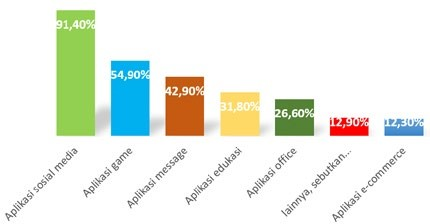 91,40%
54,90%
42,90%
31,80%
26,60%
12,90%
12,30%
Aplikasi sosial media
Aplikasi game
Aplikasi message
Aplikasi edukasi
Aplikasi office
lainnya, sebutkan...
Aplikasi e-commerce